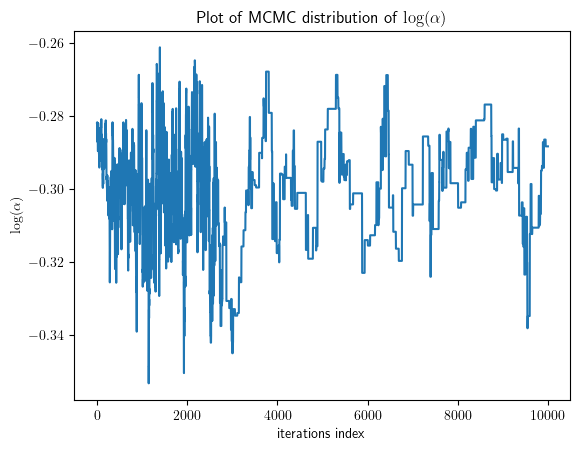 Plot of MCMC distribution of log(α)
−0.26
−0.28
−0.30
−0.32
−0.34
log(α)
0 2000 4000 6000 8000 10000
iterations index